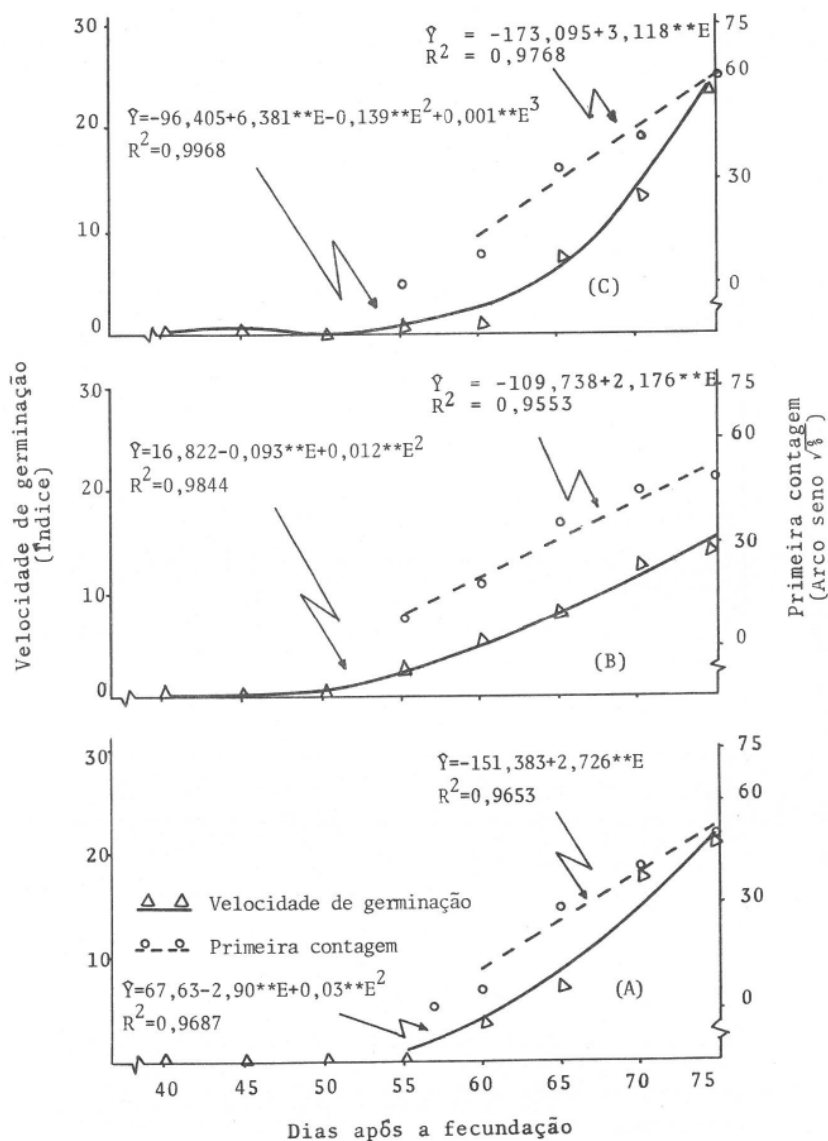 30
20
10
0
75
60
30
0
Ŷ = -173,095+3,118**E
R² = 0,9768
Ŷ=-96,405+6,381**E-0,139**E²+0,001**E³
R²=0,9968
(C)
Velocidade de germinação
(Índice)
Primeira contagem
(Arco seno √%)
30
20
10
0
75
60
30
0
Ŷ = -109,738+2,176**E
R² = 0,9553
Ŷ=16,822-0,093**E+0,012**E²
R²=0,9844
(B)
30
20
10
75
60
30
0
Ŷ=-151,383+2,726**E
R²=0,9653
Velocidade de germinação
Primeira contagem
Ŷ=67,63-2,90**E+0,03**E²
R²=0,9687
(A)
40 45 50 55 60 65 70 75
Dias após a fecundação